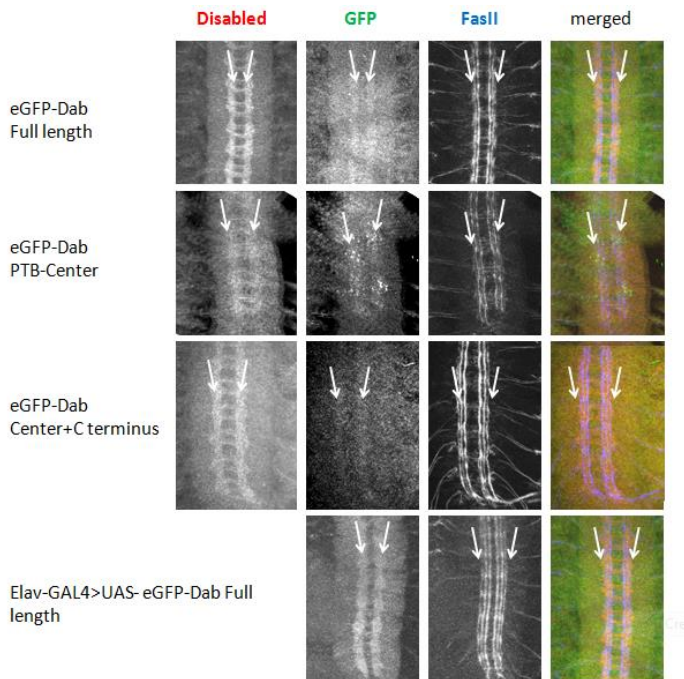 Disabled GFP FasII merged
eGFP-Dab
Full length
eGFP-Dab
PTB-Center
eGFP-Dab
Center+C terminus
Elav-GAL4>UAS- eGFP-Dab Full
length
Cre